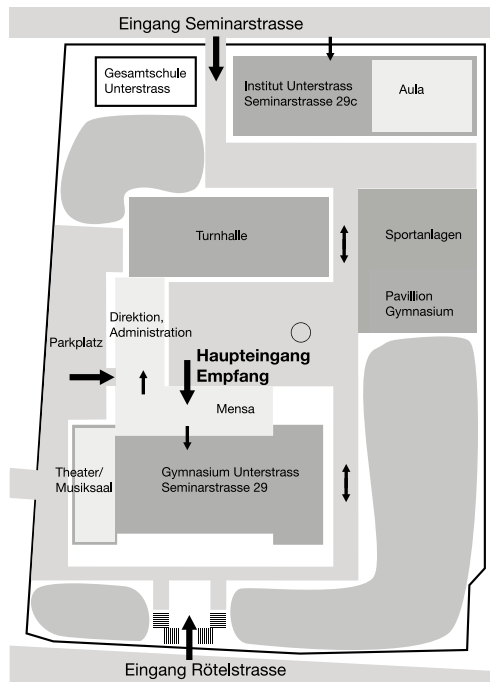 Eingang Seminarstrasse
Gesamtschule
Unterstrass
Institut Unterstrass
Seminarstrasse 29c
Aula
Turnhalle
Sportanlagen
Pavillion
Gymnasium
Direktion,
Administration
Parkplatz
Haupteingang
Empfang
Mensa
Theater/
Musiksaal
Gymnasium Unterstrass
Seminarstrasse 29
Eingang Rötelstrasse